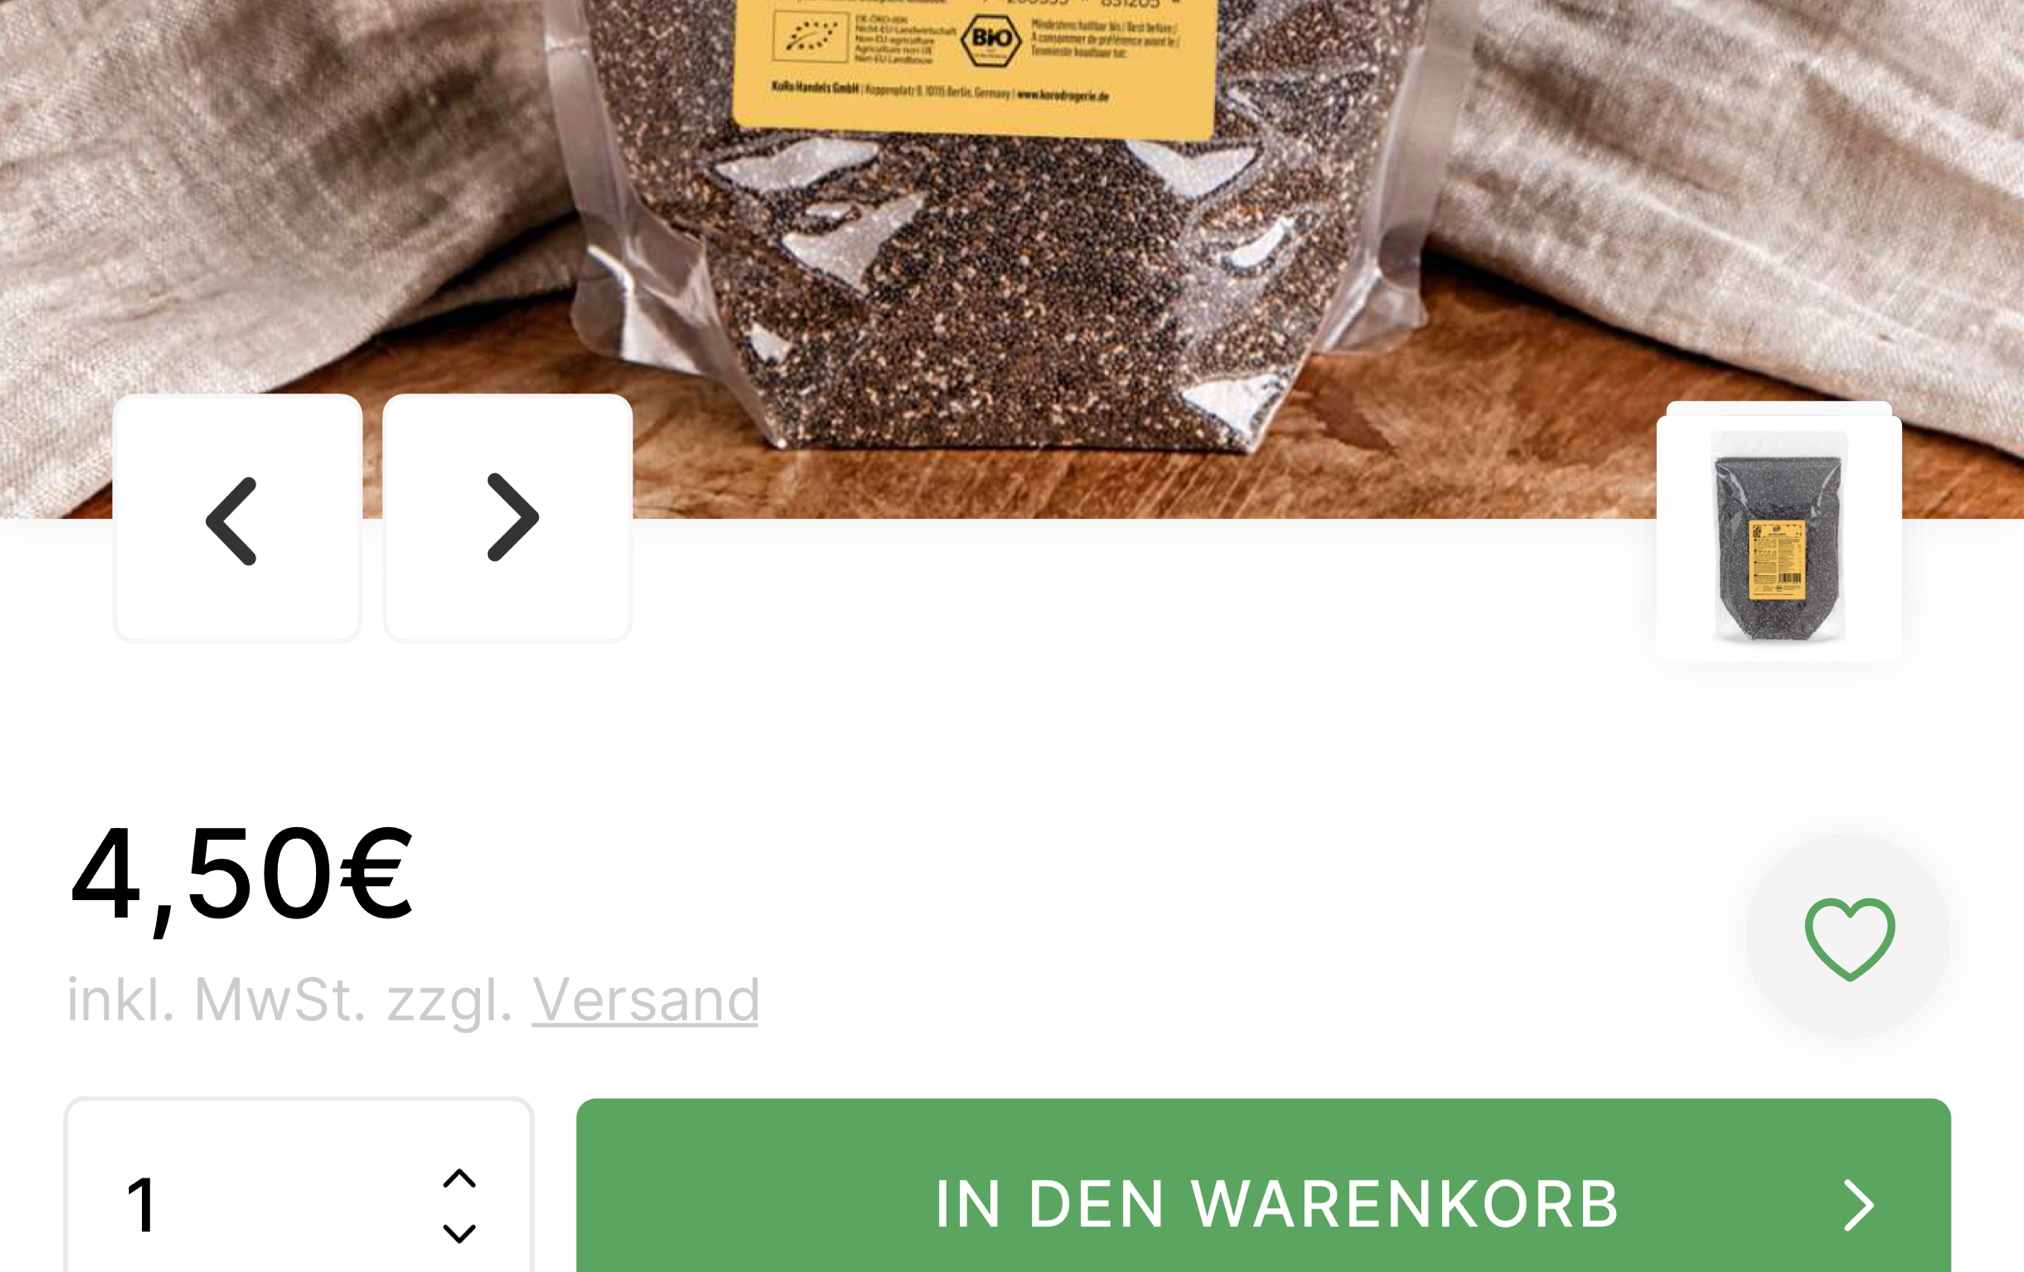 DE-ÖKO-006
Nicht-EU-Landwirtschaft
Non-EU-agriculture
Agriculture non-UE
Niet-EU Landbouw
BIO
Mindestens haltbar bis / Best before /
À consommer de préférence avant le /
Tenminste houdbaar tot:
KoRo Handels GmbH | Koppenplatz 9, 10115 Berlin, Germany | www.korodrogerie.de
4,50€
inkl. MwSt. zzgl. Versand
1
IN DEN WARENKORB